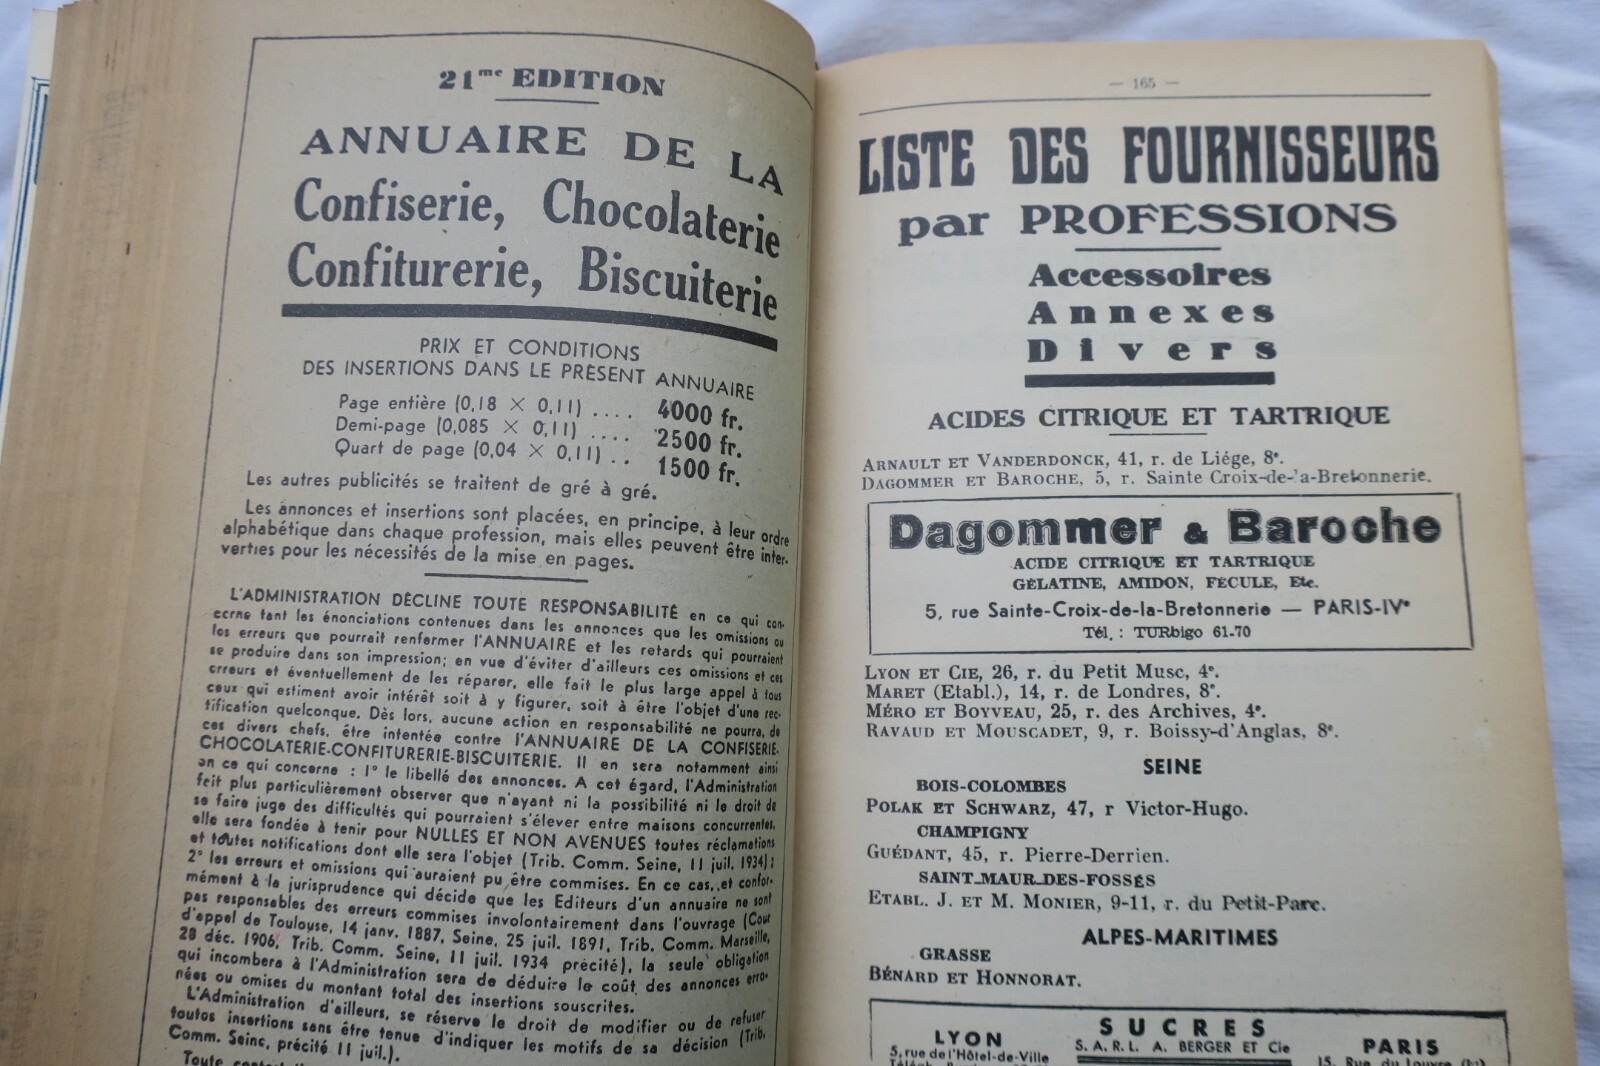 21me EDITION
ANNUAIRE DE LA
Confiserie, Chocolaterie
Confiturerie, Biscuiterie
PRIX ET CONDITIONS
DES INSERTIONS DANS LE PRÉSENT ANNUAIRE
Page entière (0,18 × 0,11) .... 4000 fr.
Demi-page (0,085 × 0,11) .... 2500 fr.
Quart de page (0,04 × 0,11) .. 1500 fr.
Les autres publicités se traitent de gré à gré.
Les annonces et insertions sont placées, en principe, à leur ordre
alphabétique dans chaque profession, mais elles peuvent être inter-
verties pour les nécessités de la mise en pages.
L'ADMINISTRATION DÉCLINE TOUTE RESPONSABILITÉ en ce qui con-
cerne tant les énonciations contenues dans les annonces que les omissions ou
les erreurs que pourrait renfermer l'ANNUAIRE et les retards qui pourraient
se produire dans son impression; en vue d'éviter d'ailleurs ces omissions et ces
erreurs et éventuellement de les réparer, elle fait le plus large appel à tous
ceux qui estiment avoir intérêt soit à y figurer, soit à être l'objet d'une rec-
tification quelconque. Dès lors, aucune action en responsabilité ne pourra, de
ces divers chefs, être intentée contre l'ANNUAIRE DE LA CONFISERIE-
CHOCOLATERIE-CONFITURERIE-BISCUITERIE. Il en sera notamment ainsi
en ce qui concerne : 1° le libellé des annonces. A cet égard, l'Administration
fait plus particulièrement observer que n'ayant ni la possibilité ni le droit de
se faire juge des difficultés qui pourraient s'élever entre maisons concurrentes,
elle sera fondée à tenir pour NULLES ET NON AVENUES toutes réclamations
et toutes notifications dont elle sera l'objet (Trib. Comm. Seine, 11 juil. 1934);
2° les erreurs et omissions qui auraient pu être commises. En ce cas, et confor-
mément à la jurisprudence qui décide que les Editeurs d'un annuaire ne sont
pas responsables des erreurs commises involontairement dans l'ouvrage (Cour
d'appel de Toulouse, 14 janv. 1887, Seine, 25 juil. 1891, Trib. Comm. Marseille,
28 déc. 1906, Trib. Comm. Seine, 11 juil. 1934 précité), la seule obligation
qui incombera à l'Administration sera de déduire le coût des annonces erro-
nées ou omises du montant total des insertions souscrites.
L'Administration d'ailleurs, se réserve le droit de modifier ou de refuser
toutes insertions sans être tenue d'indiquer les motifs de sa décision (Trib.
Comm. Seine, précité 11 juil.).
Toute
— 165 —
LISTE DES FOURNISSEURS
par PROFESSIONS
Accessoires
Annexes
Divers
ACIDES CITRIQUE ET TARTRIQUE
ARNAULT ET VANDERDONCK, 41, r. de Liége, 8e.
DAGOMMER ET BAROCHE, 5, r. Sainte Croix-de-la-Bretonnerie.
Dagommer & Baroche
ACIDE CITRIQUE ET TARTRIQUE
GÉLATINE, AMIDON, FÉCULE, Etc.
5, rue Sainte-Croix-de-la-Bretonnerie — PARIS-IVe
Tél. : TURbigo 61-70
LYON ET CIE, 26, r. du Petit Musc, 4e.
MARET (Etabl.), 14, r. de Londres, 8e.
MÉRO ET BOYVEAU, 25, r. des Archives, 4e.
RAVAUD ET MOUSCADET, 9, r. Boissy-d'Anglas, 8e.
SEINE
BOIS-COLOMBES
POLAK ET SCHWARZ, 47, r Victor-Hugo.
CHAMPIGNY
GUÉDANT, 45, r. Pierre-Derrien.
SAINT-MAUR-DES-FOSSÉS
ETABL. J. ET M. MONIER, 9-11, r. du Petit-Parc.
ALPES-MARITIMES
GRASSE
BÉNARD ET HONNORAT.
SUCRES
LYON S.A.R.L. A. BERGER ET Cie PARIS
5, rue de l'Hôtel-de-Ville 15, Rue du Louvre (1er)